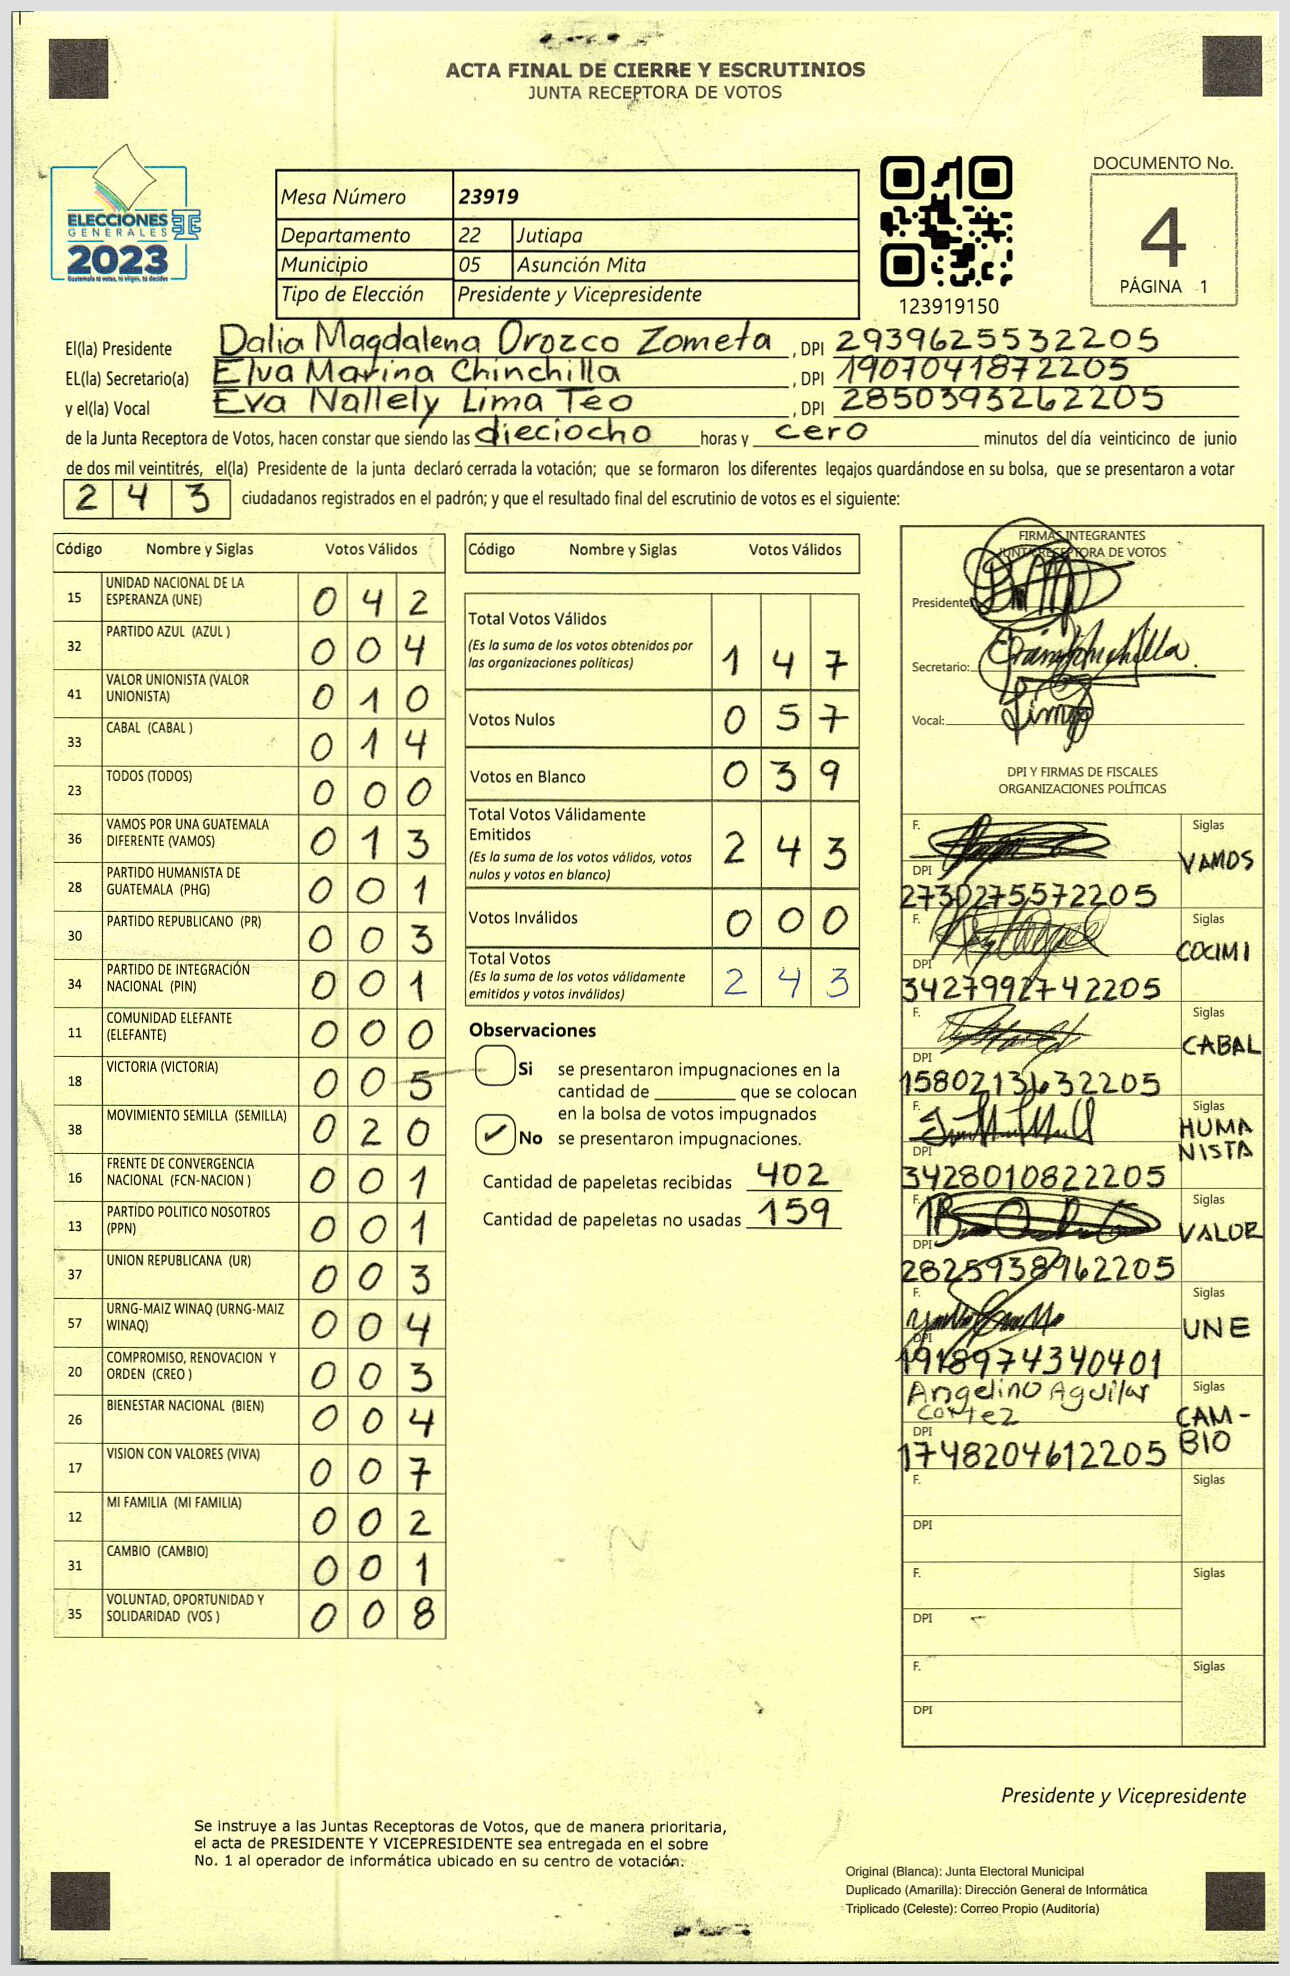 ACTA FINAL DE CIERRE Y ESCRUTINIOS
JUNTA RECEPTORA DE VOTOS
ELECCIONES
GENERALES
2023
Guatemala tú votas, tú eliges, tú decides
Mesa Número 23919
Departamento 22 Jutiapa
Municipio 05 Asunción Mita
Tipo de Elección Presidente y Vicepresidente
123919150
DOCUMENTO No.
4
PÁGINA 1
El(la) Presidente Dalia Magdalena Orozco Zometa , DPI 2939625532205
EL(la) Secretario(a) Elva Marina Chinchilla , DPI 1907041872205
y el(la) Vocal Eva Nallely Lima Teo , DPI 2850393262205
de la Junta Receptora de Votos, hacen constar que siendo las dieciocho horas y cero minutos del día veinticinco de junio
de dos mil veintitrés, el(la) Presidente de la junta declaró cerrada la votación; que se formaron los diferentes legajos guardándose en su bolsa, que se presentaron a votar
2 4 3 ciudadanos registrados en el padrón; y que el resultado final del escrutinio de votos es el siguiente:
Código Nombre y Siglas Votos Válidos
15 UNIDAD NACIONAL DE LA
ESPERANZA (UNE) 0 4 2
32 PARTIDO AZUL (AZUL ) 0 0 4
41 VALOR UNIONISTA (VALOR
UNIONISTA) 0 1 0
33 CABAL (CABAL ) 0 1 4
23 TODOS (TODOS) 0 0 0
36 VAMOS POR UNA GUATEMALA
DIFERENTE (VAMOS) 0 1 3
28 PARTIDO HUMANISTA DE
GUATEMALA (PHG) 0 0 1
30 PARTIDO REPUBLICANO (PR) 0 0 3
34 PARTIDO DE INTEGRACIÓN
NACIONAL (PIN) 0 0 1
11 COMUNIDAD ELEFANTE
(ELEFANTE) 0 0 0
18 VICTORIA (VICTORIA) 0 0 5
38 MOVIMIENTO SEMILLA (SEMILLA) 0 2 0
16 FRENTE DE CONVERGENCIA
NACIONAL (FCN-NACION ) 0 0 1
13 PARTIDO POLITICO NOSOTROS
(PPN) 0 0 1
37 UNION REPUBLICANA (UR) 0 0 3
57 URNG-MAIZ WINAQ (URNG-MAIZ
WINAQ) 0 0 4
20 COMPROMISO, RENOVACION Y
ORDEN (CREO ) 0 0 3
26 BIENESTAR NACIONAL (BIEN) 0 0 4
17 VISION CON VALORES (VIVA) 0 0 7
12 MI FAMILIA (MI FAMILIA) 0 0 2
31 CAMBIO (CAMBIO) 0 0 1
35 VOLUNTAD, OPORTUNIDAD Y
SOLIDARIDAD (VOS ) 0 0 8
Código Nombre y Siglas Votos Válidos
Total Votos Válidos
(Es la suma de los votos obtenidos por
las organizaciones políticas) 1 4 7
Votos Nulos 0 5 7
Votos en Blanco 0 3 9
Total Votos Válidamente
Emitidos
(Es la suma de los votos válidos, votos
nulos y votos en blanco) 2 4 3
Votos Inválidos 0 0 0
Total Votos
(Es la suma de los votos válidamente
emitidos y votos inválidos) 2 4 3
Observaciones
Si se presentaron impugnaciones en la
cantidad de ________ que se colocan
en la bolsa de votos impugnados
✓ No se presentaron impugnaciones.
Cantidad de papeletas recibidas 402
Cantidad de papeletas no usadas 159
FIRMAS INTEGRANTES
JUNTA RECEPTORA DE VOTOS
Presidente:
Secretario:
Vocal:
DPI Y FIRMAS DE FISCALES
ORGANIZACIONES POLÍTICAS
F. Siglas
VAMOS
DPI
2730275572205
F. Siglas
COCIMI
DPI
3427992742205
F. Siglas
CABAL
DPI
1580213632205
F. Siglas
HUMA
NISTA
DPI
3428010822205
F. Siglas
VALOR
DPI
2825938962205
F. Siglas
UNE
DPI
1918974340401
Angelino Aguilar
Cortez
Siglas
CAM-
BIO
DPI
1748204612205
F. Siglas
DPI
F. Siglas
DPI
F. Siglas
DPI
Presidente y Vicepresidente
Se instruye a las Juntas Receptoras de Votos, que de manera prioritaria,
el acta de PRESIDENTE Y VICEPRESIDENTE sea entregada en el sobre
No. 1 al operador de informática ubicado en su centro de votación.
Original (Blanca): Junta Electoral Municipal
Duplicado (Amarilla): Dirección General de Informática
Triplicado (Celeste): Correo Propio (Auditoría)